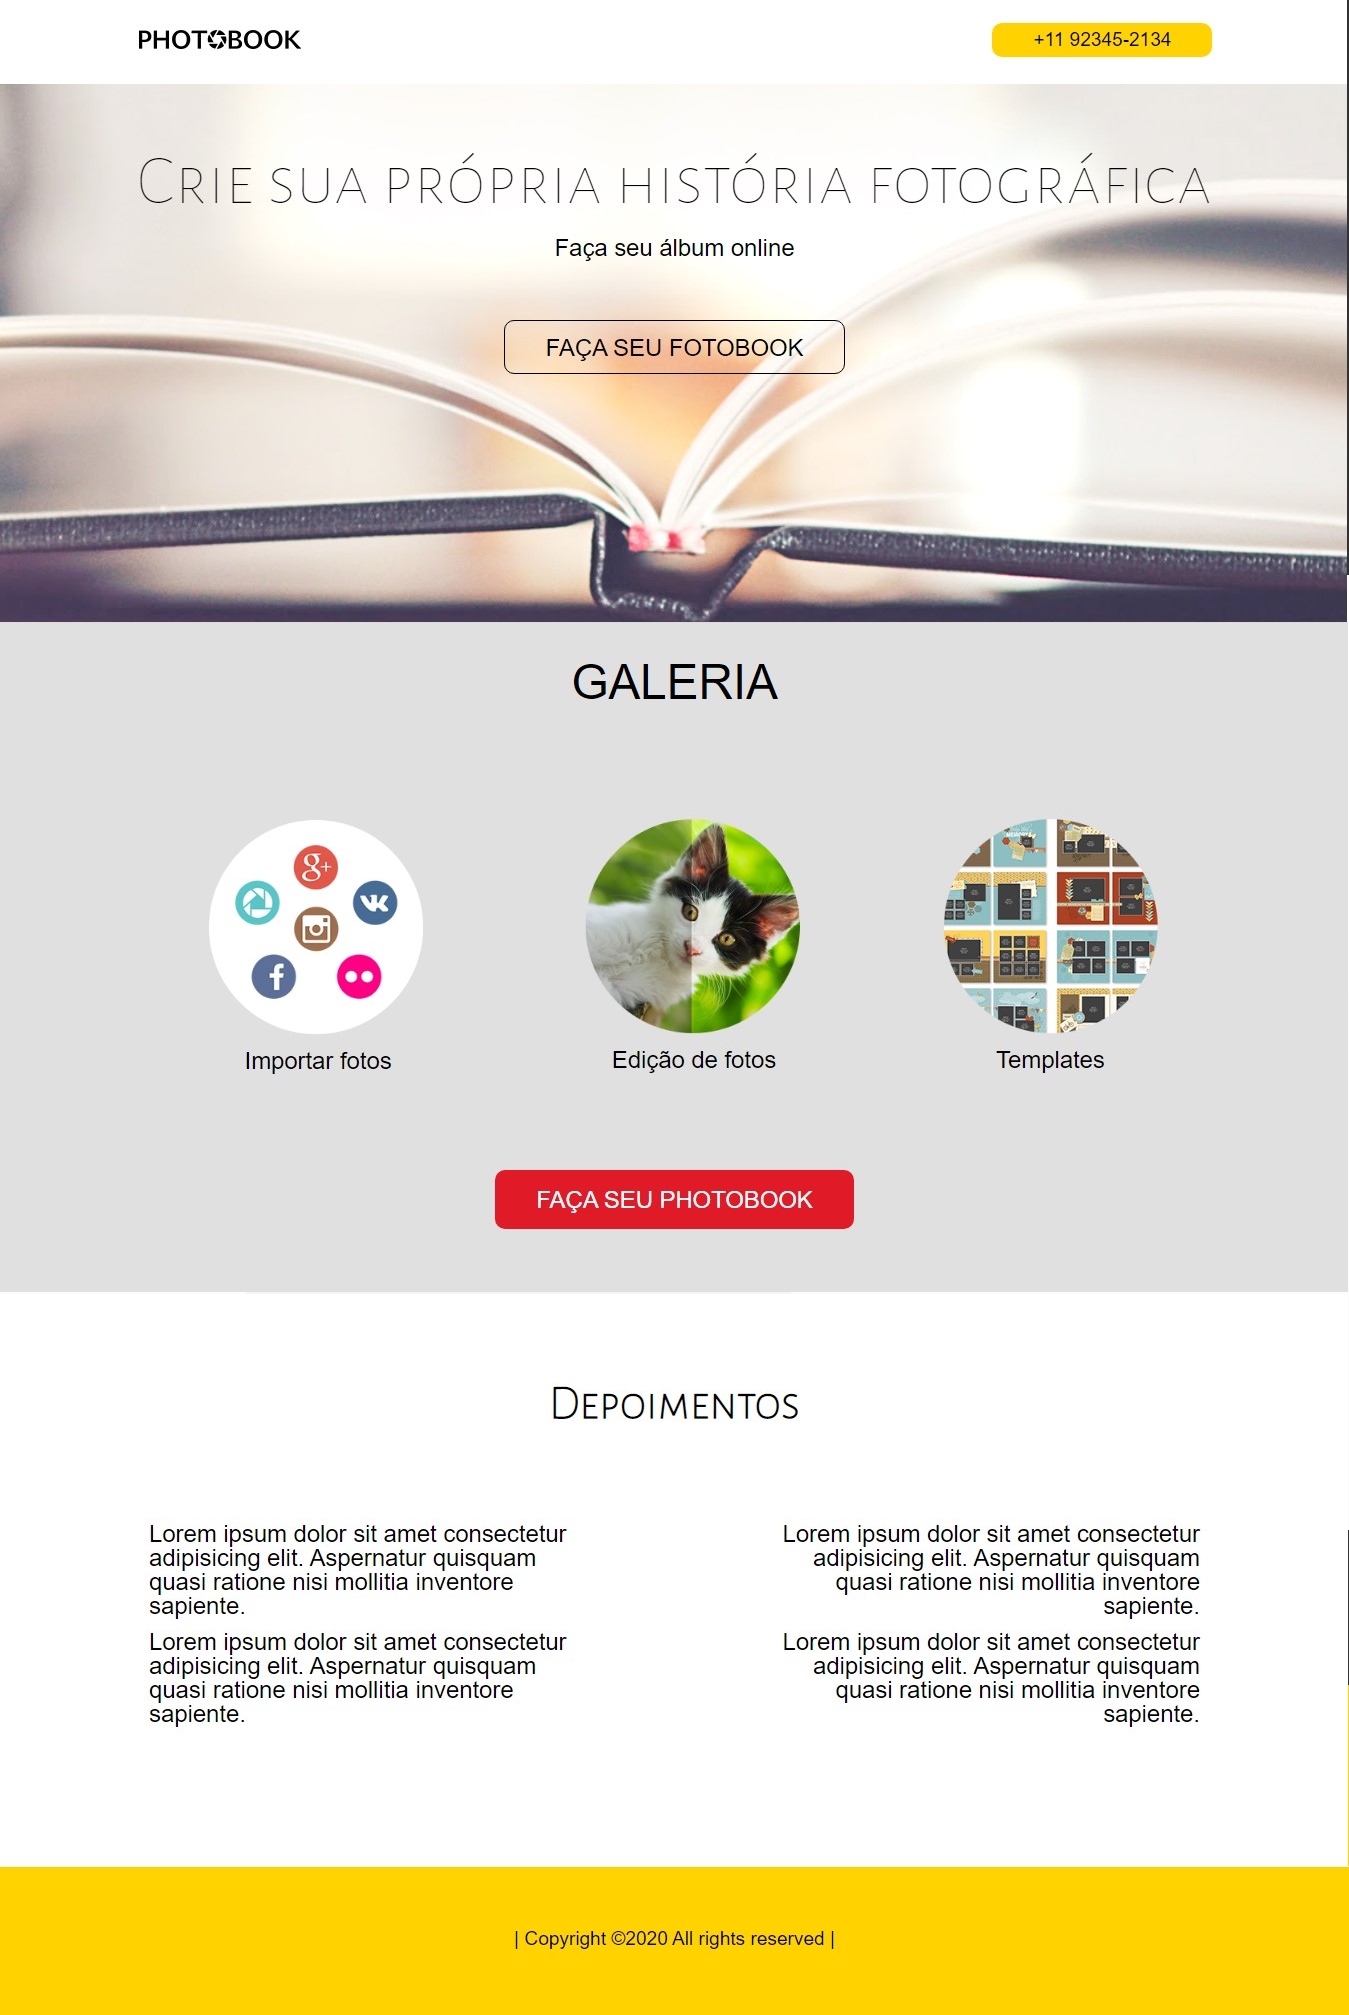 PHOTOBOOK
+11 92345-2134
Crie sua própria história fotográfica
Faça seu álbum online
FAÇA SEU FOTOBOOK
GALERIA
g+
Importar fotos
Edição de fotos
Templates
FAÇA SEU PHOTOBOOK
Depoimentos
Lorem ipsum dolor sit amet consectetur
adipisicing elit. Aspernatur quisquam
quasi ratione nisi mollitia inventore
sapiente.
Lorem ipsum dolor sit amet consectetur
adipisicing elit. Aspernatur quisquam
quasi ratione nisi mollitia inventore
sapiente.
Lorem ipsum dolor sit amet consectetur
adipisicing elit. Aspernatur quisquam
quasi ratione nisi mollitia inventore
sapiente.
Lorem ipsum dolor sit amet consectetur
adipisicing elit. Aspernatur quisquam
quasi ratione nisi mollitia inventore
sapiente.
| Copyright ©2020 All rights reserved |